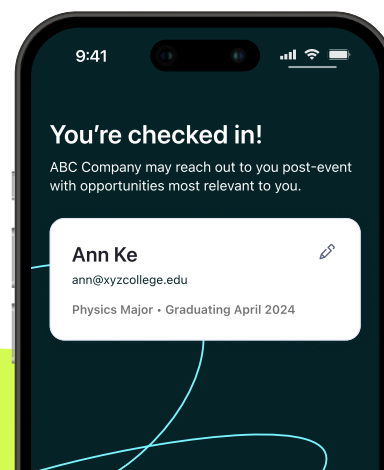 9:41
You're checked in!
ABC Company may reach out to you post-event
with opportunities most relevant to you.
Ann Ke
ann@xyzcollege.edu
Physics Major • Graduating April 2024